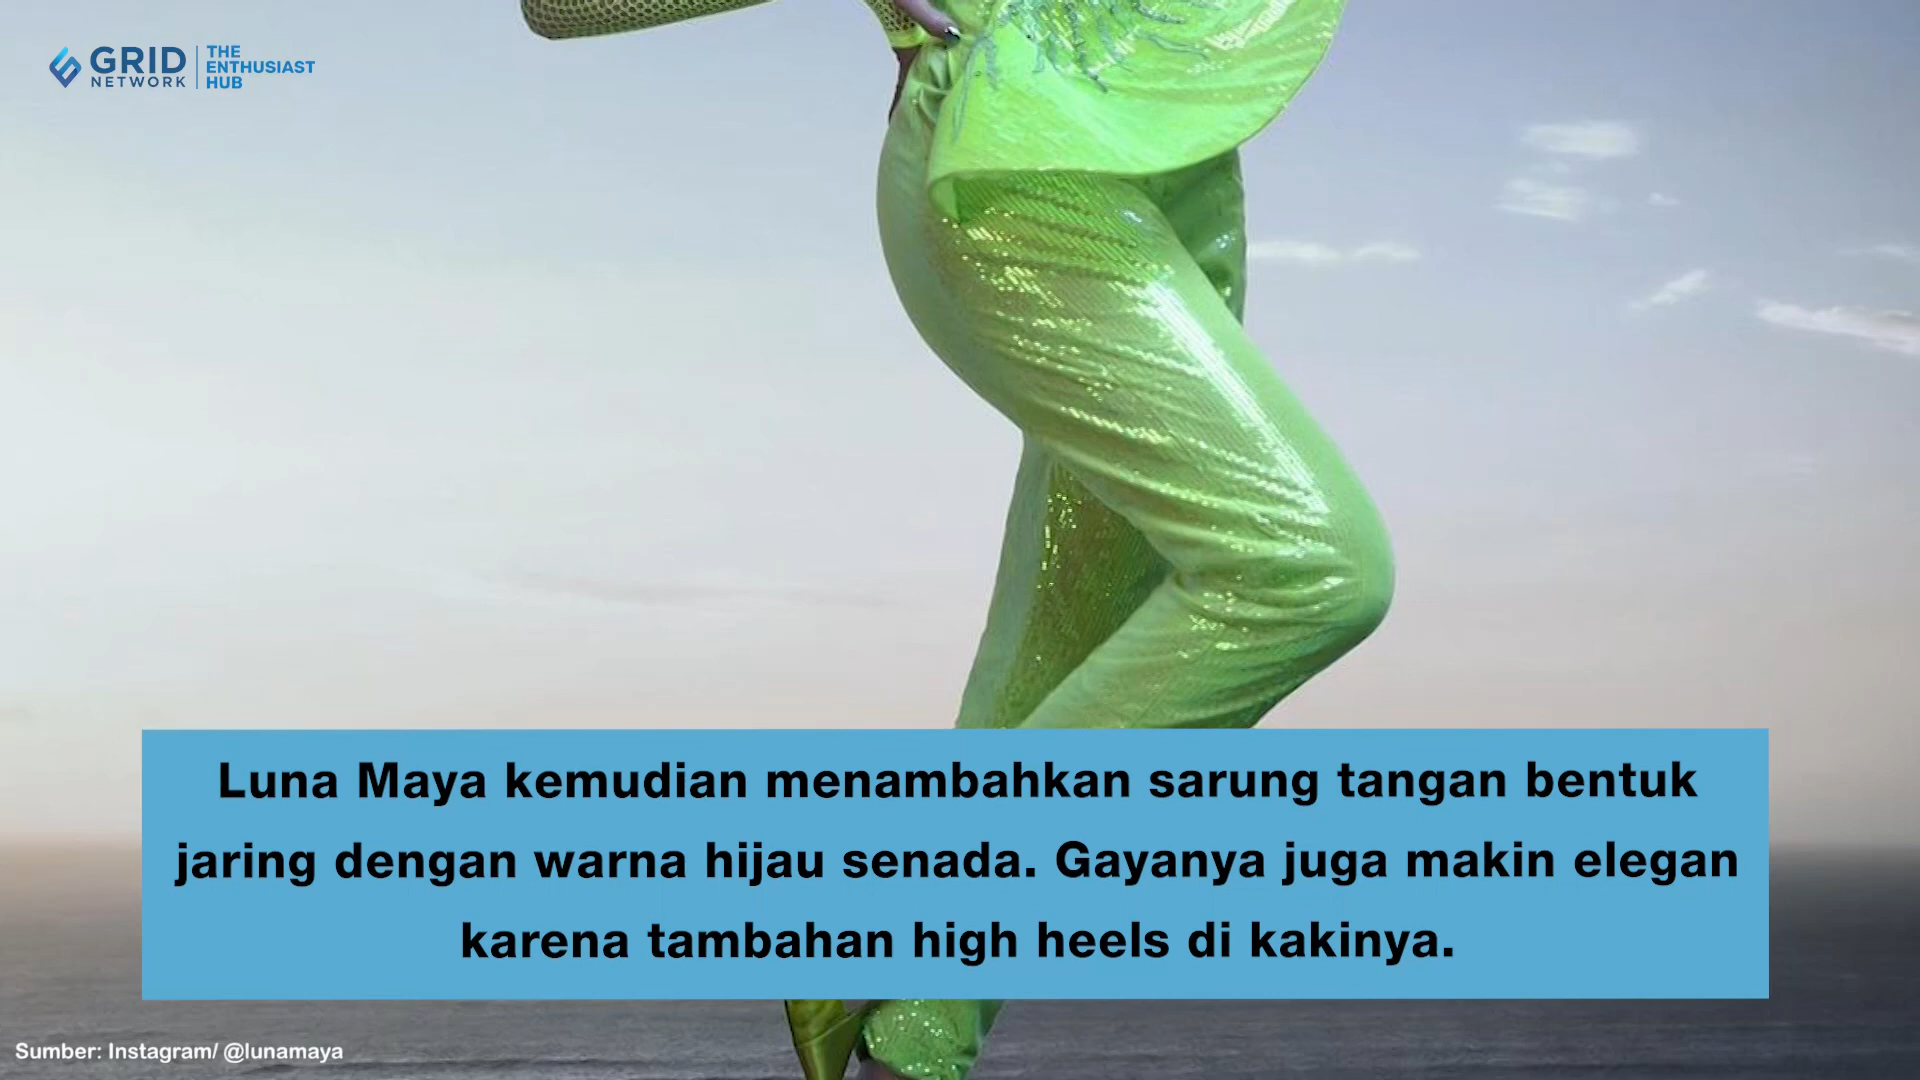 GRID
NETWORK
THE
ENTHUSIAST
HUB
Luna Maya kemudian menambahkan sarung tangan bentuk
jaring dengan warna hijau senada. Gayanya juga makin elegan
karena tambahan high heels di kakinya.
Sumber: Instagram/ @lunamaya